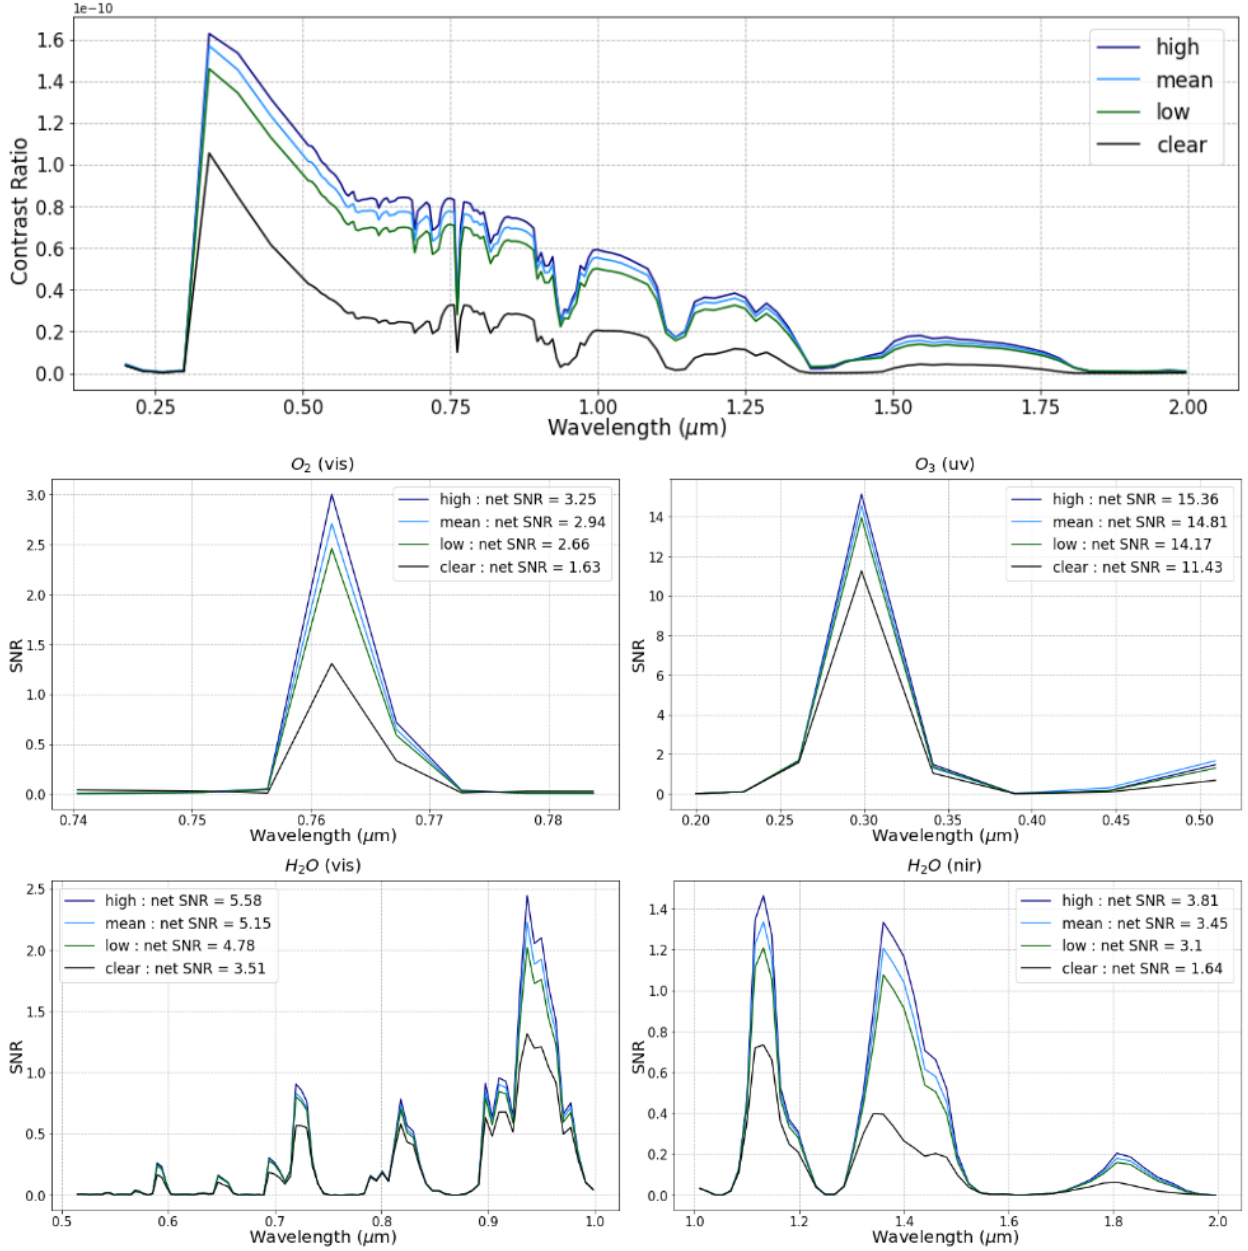 1e−10
Contrast Ratio
1.6
1.4
1.2
1.0
0.8
0.6
0.4
0.2
0.0
high
mean
low
clear
0.25 0.50 0.75 1.00 1.25 1.50 1.75 2.00
Wavelength (μm)
O₂ (vis)
SNR
3.0
2.5
2.0
1.5
1.0
0.5
0.0
high : net SNR = 3.25
mean : net SNR = 2.94
low : net SNR = 2.66
clear : net SNR = 1.63
0.74 0.75 0.76 0.77 0.78
Wavelength (μm)
O₃ (uv)
SNR
14
12
10
8
6
4
2
0
high : net SNR = 15.36
mean : net SNR = 14.81
low : net SNR = 14.17
clear : net SNR = 11.43
0.20 0.25 0.30 0.35 0.40 0.45 0.50
Wavelength (μm)
H₂O (vis)
SNR
2.5
2.0
1.5
1.0
0.5
0.0
high : net SNR = 5.58
mean : net SNR = 5.15
low : net SNR = 4.78
clear : net SNR = 3.51
0.5 0.6 0.7 0.8 0.9 1.0
Wavelength (μm)
H₂O (nir)
SNR
1.4
1.2
1.0
0.8
0.6
0.4
0.2
0.0
high : net SNR = 3.81
mean : net SNR = 3.45
low : net SNR = 3.1
clear : net SNR = 1.64
1.0 1.2 1.4 1.6 1.8 2.0
Wavelength (μm)